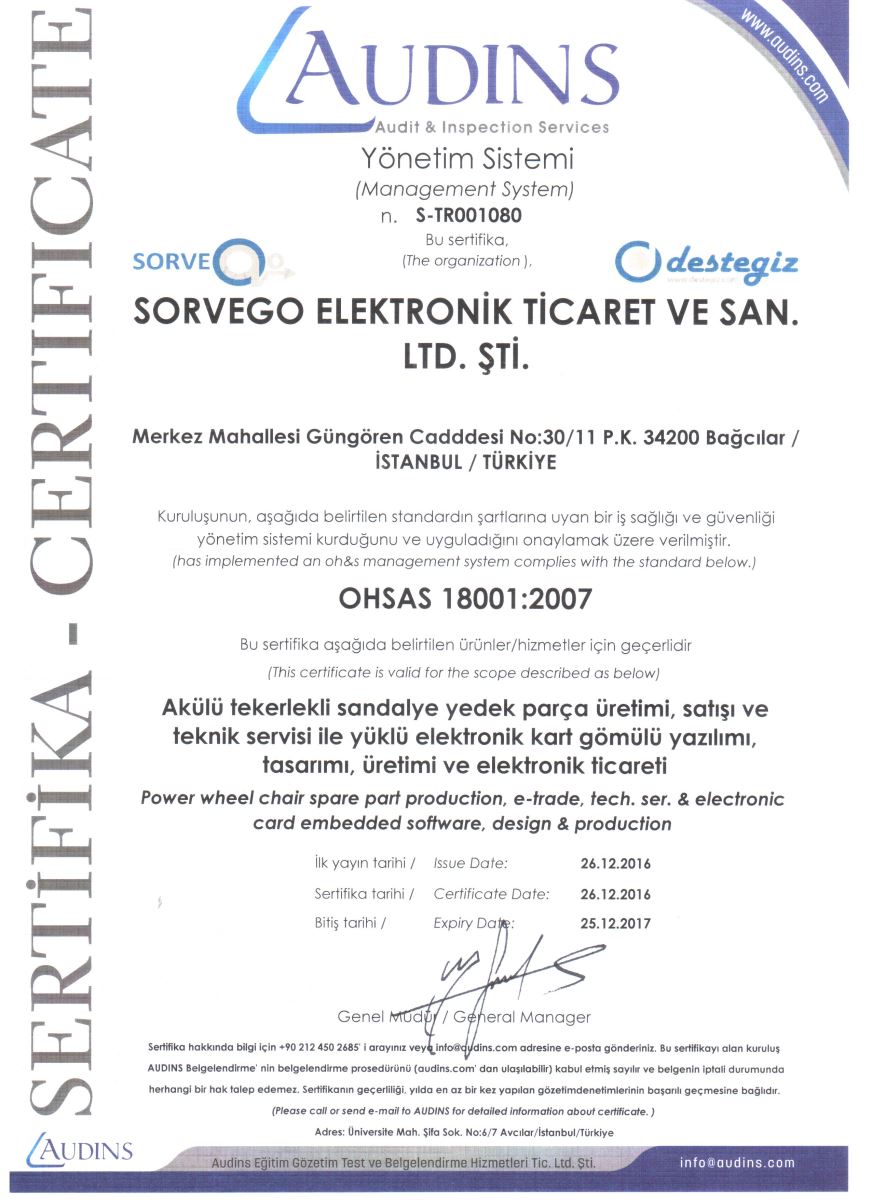 SERTİFİKA - CERTIFICATE
www.audins.com
AUDINS
Audit & Inspection Services
Yönetim Sistemi
(Management System)
n. S-TR001080
Bu sertifika,
(The organization ),
SORVE
destegiz
SORVEGO ELEKTRONİK TİCARET VE SAN.
LTD. ŞTİ.
Merkez Mahallesi Güngören Cadddesi No:30/11 P.K. 34200 Bağcılar /
İSTANBUL / TÜRKİYE
Kuruluşunun, aşağıda belirtilen standardın şartlarına uyan bir iş sağlığı ve güvenliği
yönetim sistemi kurduğunu ve uyguladığını onaylamak üzere verilmiştir.
(has implemented an oh&s management system complies with the standard below.)
OHSAS 18001:2007
Bu sertifika aşağıda belirtilen ürünler/hizmetler için geçerlidir
(This certificate is valid for the scope described as below)
Akülü tekerlekli sandalye yedek parça üretimi, satışı ve
teknik servisi ile yüklü elektronik kart gömülü yazılımı,
tasarımı, üretimi ve elektronik ticareti
Power wheel chair spare part production, e-trade, tech. ser. & electronic
card embedded software, design & production
İlk yayın tarihi / Issue Date: 26.12.2016
Sertifika tarihi / Certificate Date: 26.12.2016
Bitiş tarihi / Expiry Date: 25.12.2017
Genel Müdür / General Manager
Sertifika hakkında bilgi için +90 212 450 2685' i arayınız veya info@audins.com adresine e-posta gönderiniz. Bu sertifikayı alan kuruluş
AUDINS Belgelendirme' nin belgelendirme prosedürünü (audins.com' dan ulaşılabilir) kabul etmiş sayılır ve belgenin iptali durumunda
herhangi bir hak talep edemez. Sertifikanın geçerliliği, yılda en az bir kez yapılan gözetimdenetimlerinin başarılı geçmesine bağlıdır.
(Please call or send e-mail to AUDINS for detailed information about certificate. )
Adres: Üniversite Mah. Şifa Sok. No:6/7 Avcılar/İstanbul/Türkiye
AUDINS
Audins Eğitim Gözetim Test ve Belgelendirme Hizmetleri Tic. Ltd. Şti.
info@audins.com